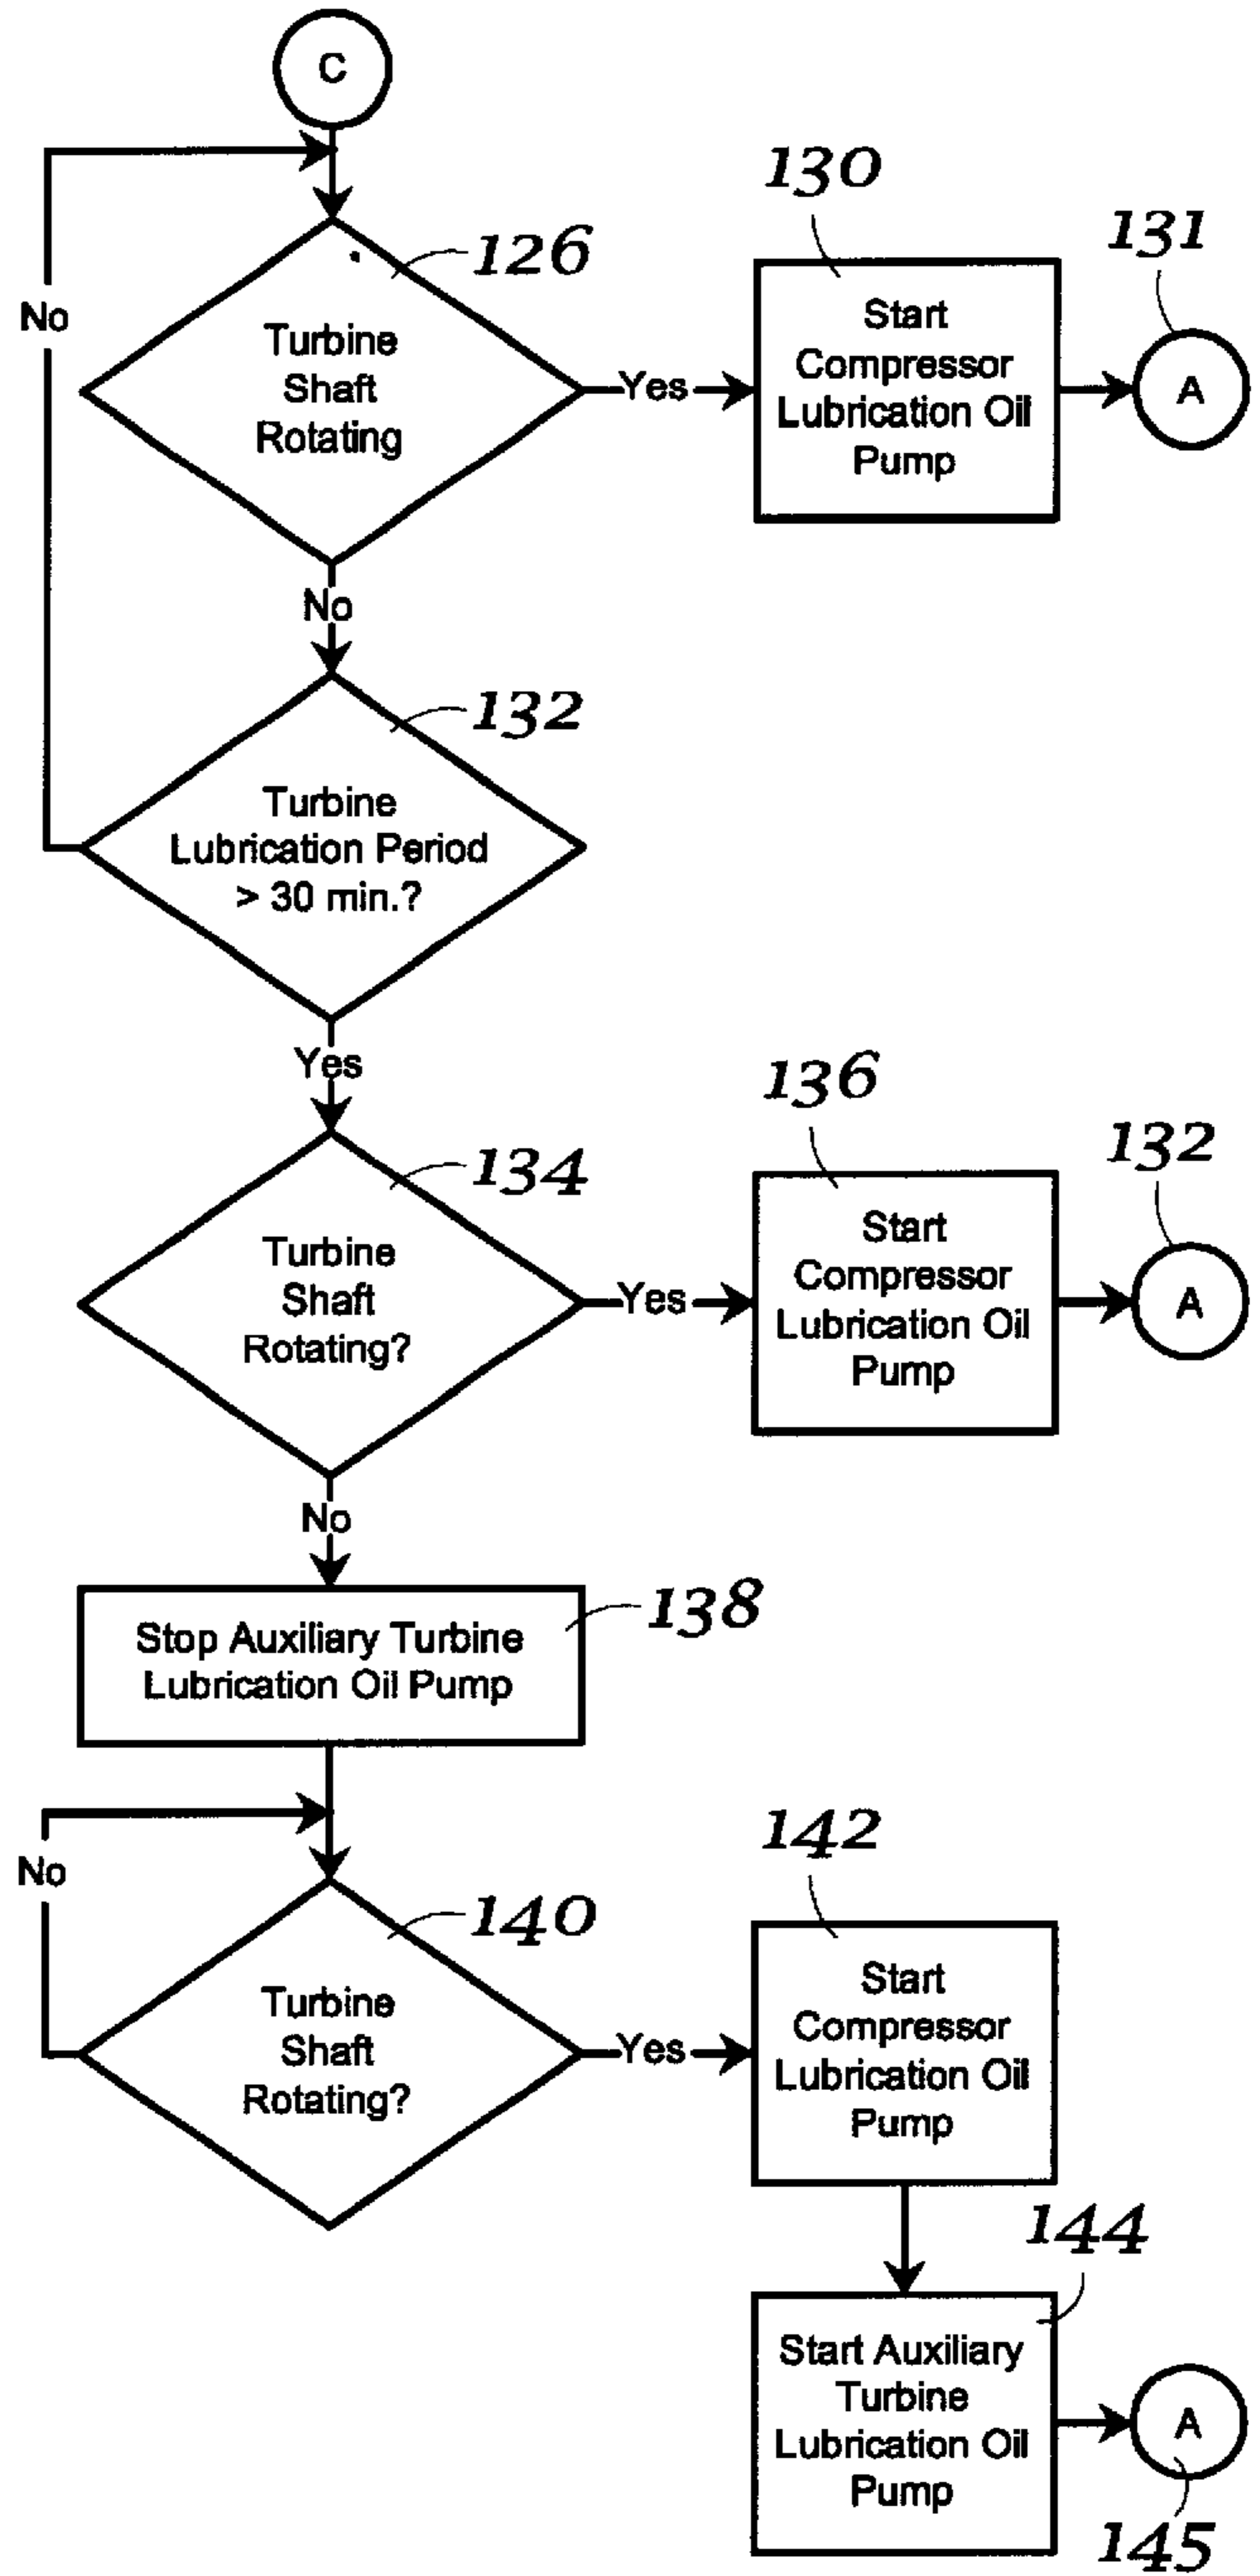 C
130
131
126
No
Turbine
Shaft
Rotating
Yes
Start
Compressor
Lubrication Oil
Pump
A
No
132
Turbine
Lubrication Period
> 30 min.?
Yes
136
132
134
Turbine
Shaft
Rotating?
Yes
Start
Compressor
Lubrication Oil
Pump
A
No
138
Stop Auxiliary Turbine
Lubrication Oil Pump
142
No
140
Turbine
Shaft
Rotating?
Yes
Start
Compressor
Lubrication Oil
Pump
144
Start Auxiliary
Turbine
Lubrication Oil
Pump
A
145